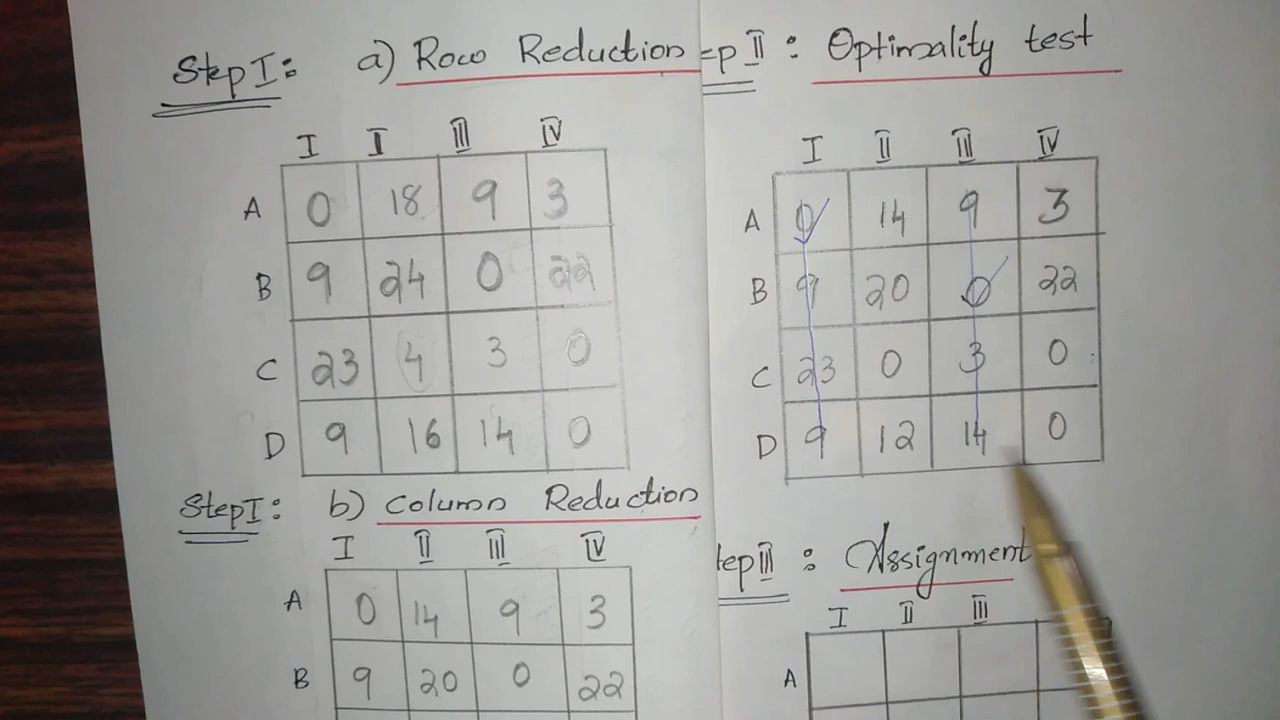 Step I: a) Row Reduction
I II III IV
A 0 18 9 3
B 9 24 0 22
C 23 4 3 0
D 9 16 14 0
Step I: b) Column Reduction
I II III IV
A 0 14 9 3
B 9 20 0 22
ep II : Optimality test
I II III IV
A 0 14 9 3
B 9 20 0 22
C 23 0 3 0
D 9 12 14 0
tep III : Assignment
I II III
A